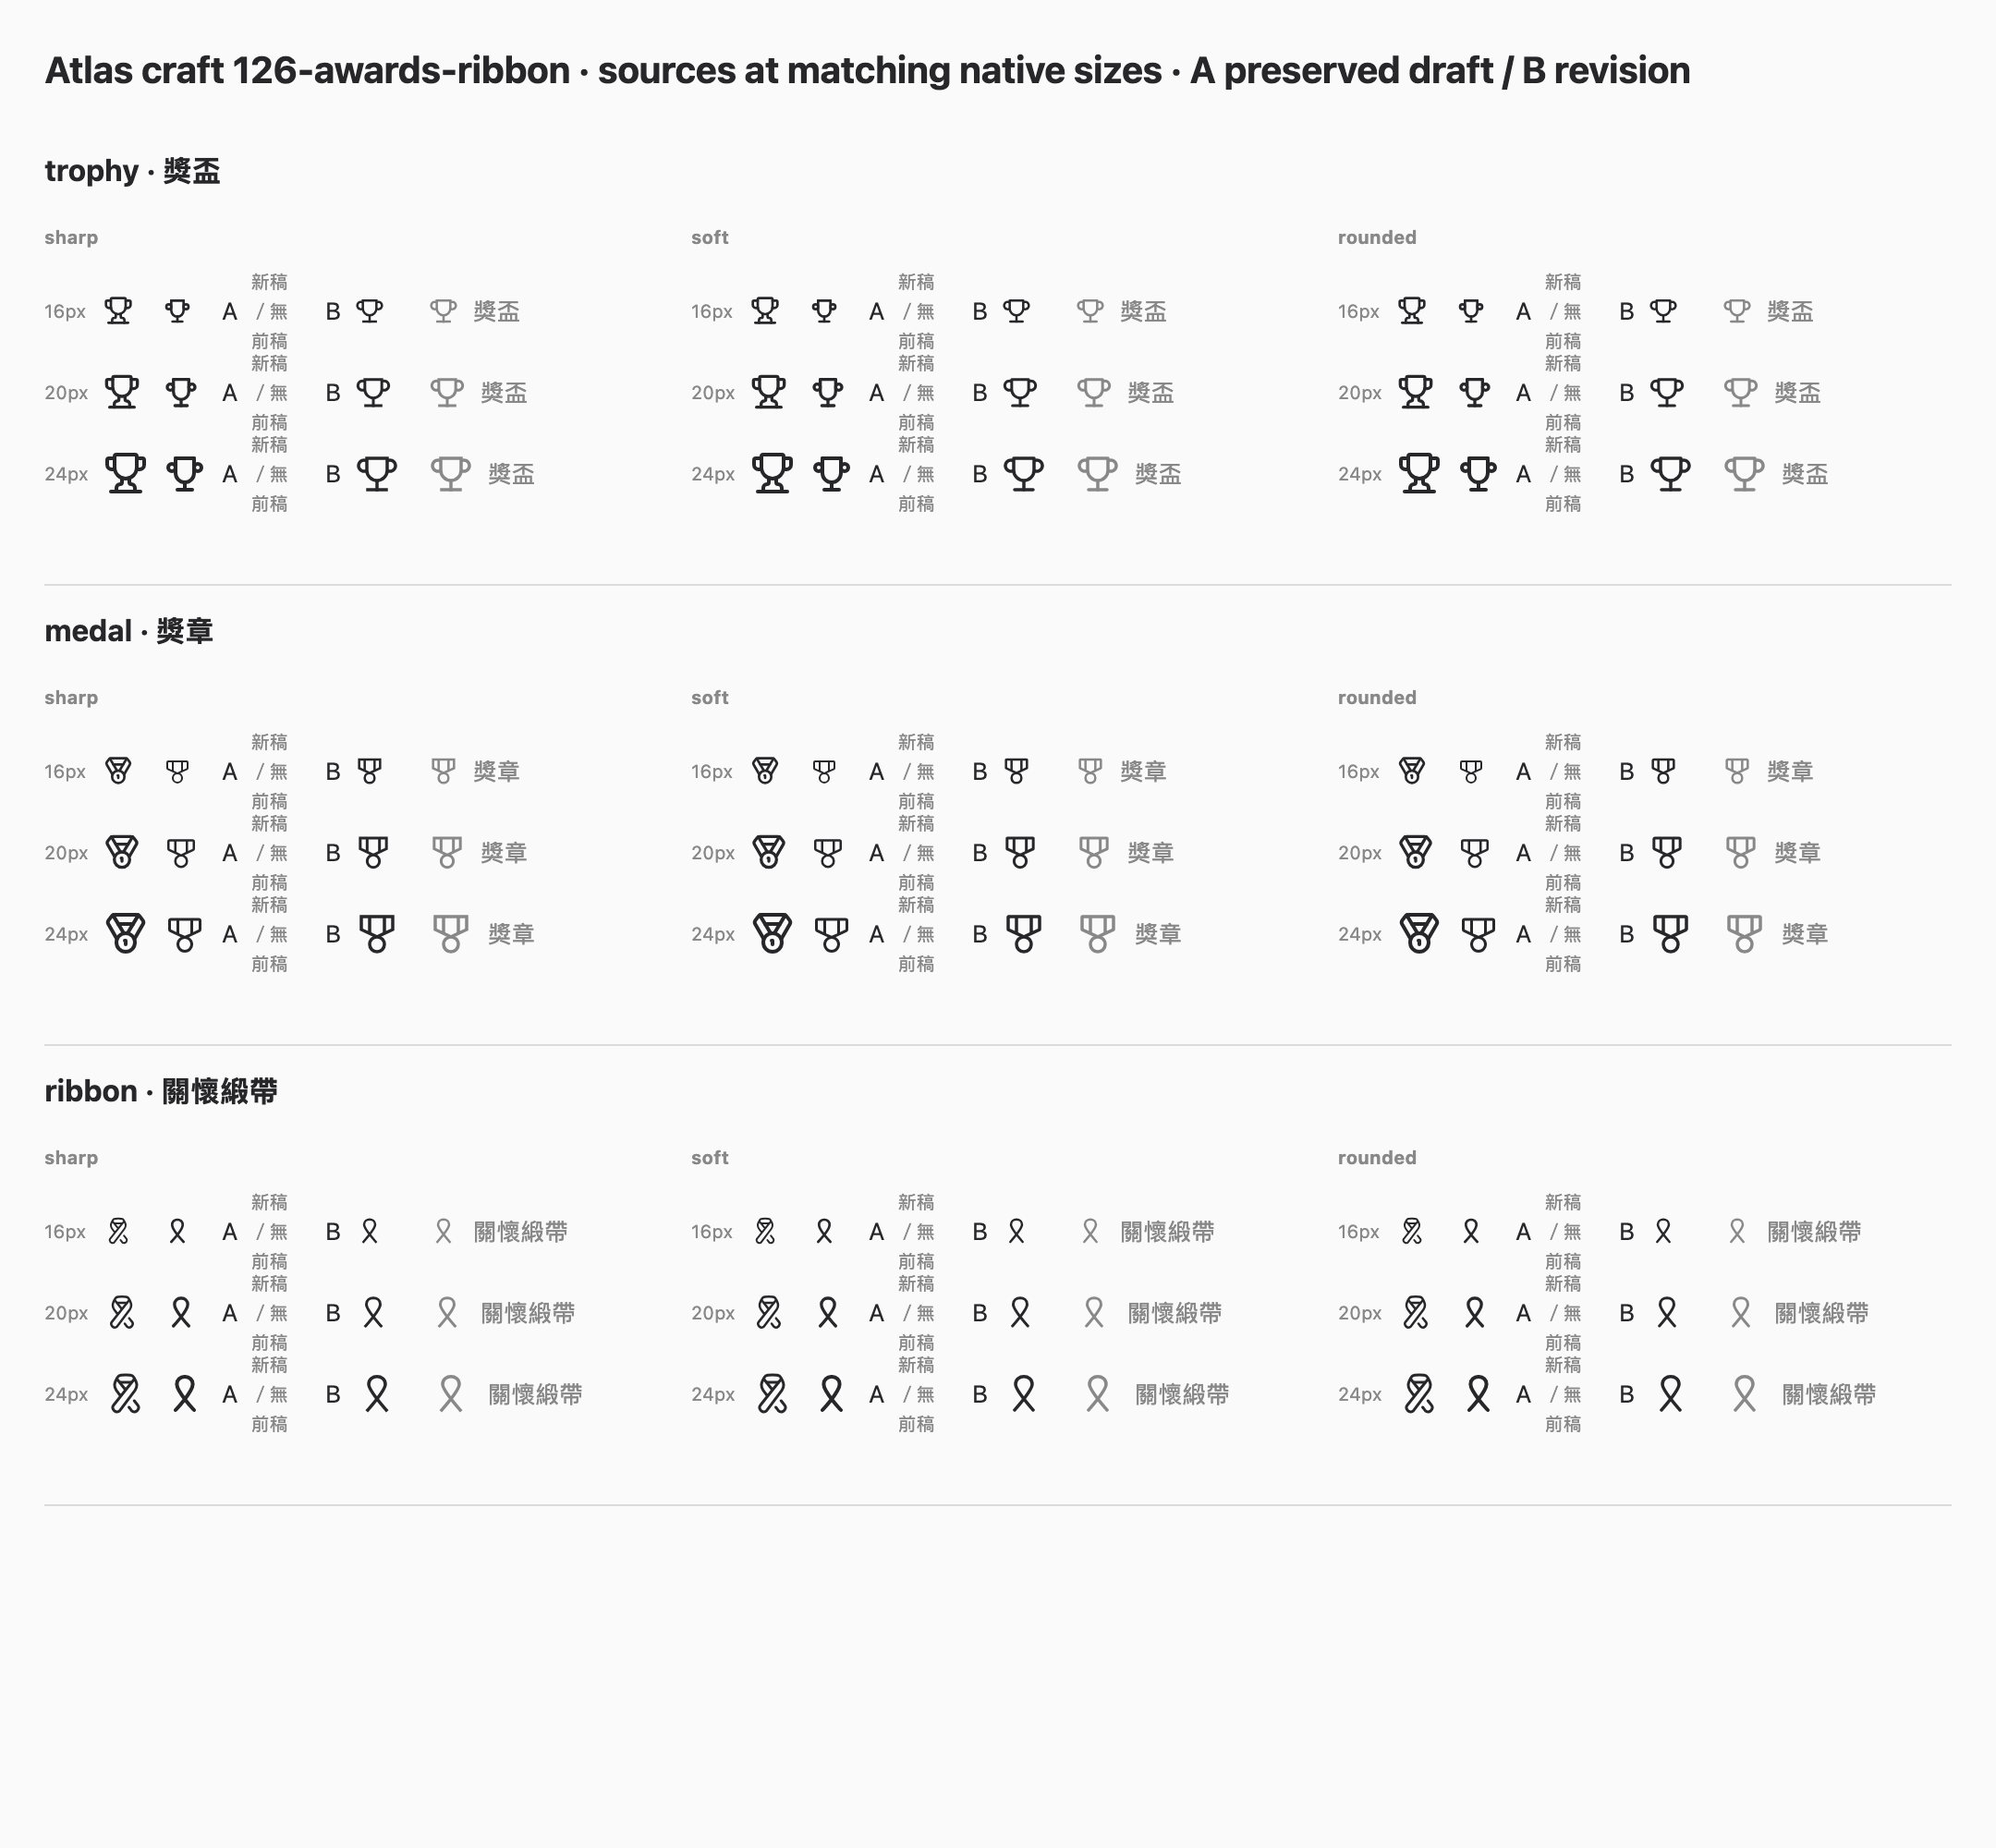 Atlas craft 126-awards-ribbon · sources at matching native sizes · A preserved draft / B revision
trophy · 獎盃
sharp
soft
rounded
16px A 新稿 / 無前稿 B 獎盃
16px A 新稿 / 無前稿 B 獎盃
16px A 新稿 / 無前稿 B 獎盃
20px A 新稿 / 無前稿 B 獎盃
20px A 新稿 / 無前稿 B 獎盃
20px A 新稿 / 無前稿 B 獎盃
24px A 新稿 / 無前稿 B 獎盃
24px A 新稿 / 無前稿 B 獎盃
24px A 新稿 / 無前稿 B 獎盃
medal · 獎章
sharp
soft
rounded
16px A 新稿 / 無前稿 B 獎章
16px A 新稿 / 無前稿 B 獎章
16px A 新稿 / 無前稿 B 獎章
20px A 新稿 / 無前稿 B 獎章
20px A 新稿 / 無前稿 B 獎章
20px A 新稿 / 無前稿 B 獎章
24px A 新稿 / 無前稿 B 獎章
24px A 新稿 / 無前稿 B 獎章
24px A 新稿 / 無前稿 B 獎章
ribbon · 關懷緞帶
sharp
soft
rounded
16px A 新稿 / 無前稿 B 關懷緞帶
16px A 新稿 / 無前稿 B 關懷緞帶
16px A 新稿 / 無前稿 B 關懷緞帶
20px A 新稿 / 無前稿 B 關懷緞帶
20px A 新稿 / 無前稿 B 關懷緞帶
20px A 新稿 / 無前稿 B 關懷緞帶
24px A 新稿 / 無前稿 B 關懷緞帶
24px A 新稿 / 無前稿 B 關懷緞帶
24px A 新稿 / 無前稿 B 關懷緞帶